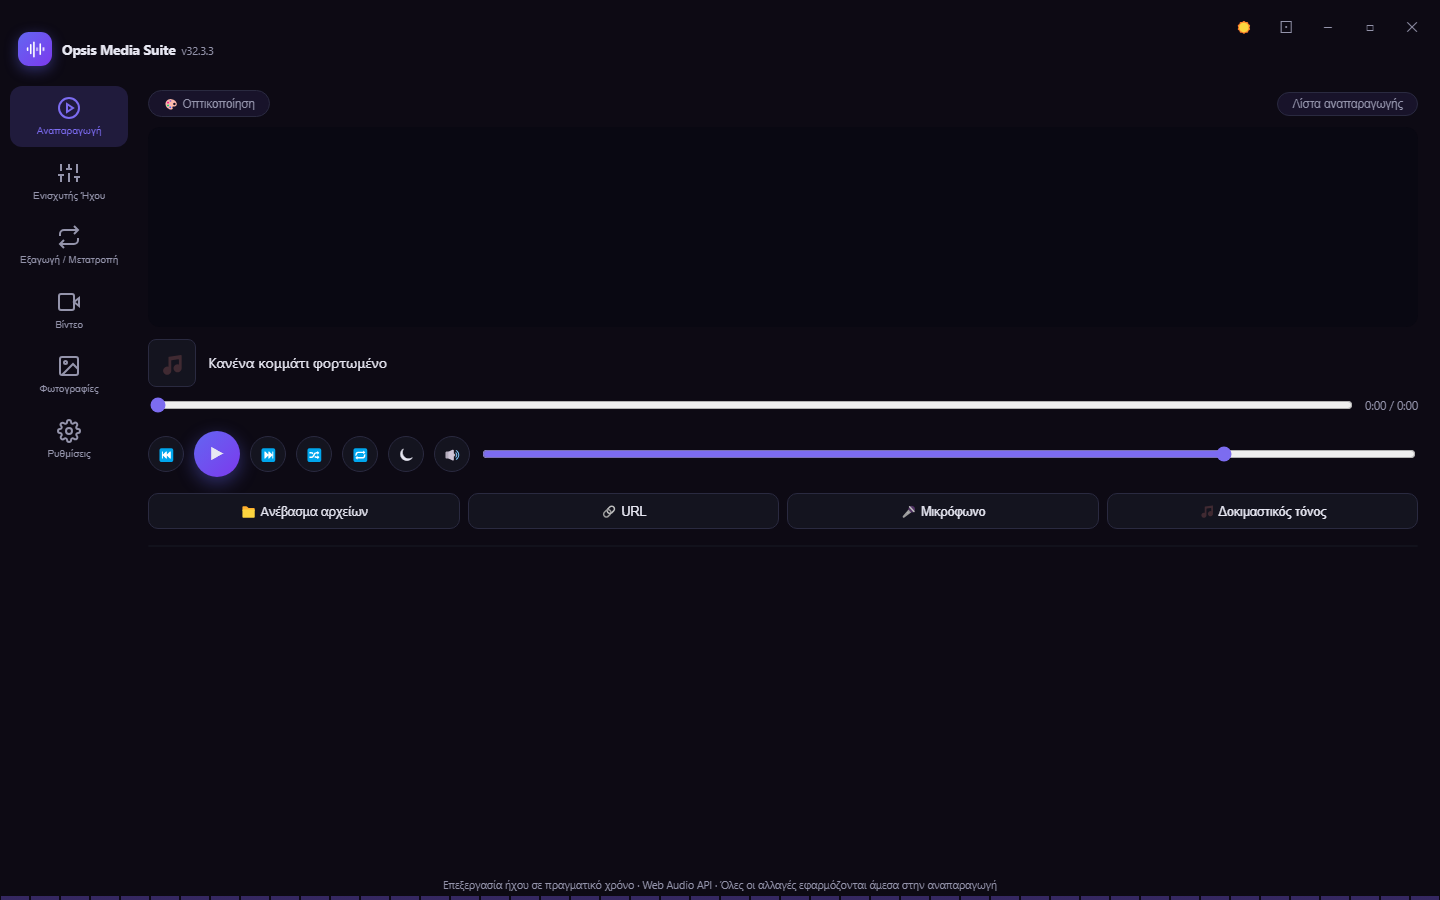 Opsis Media Suite v32.3.3
Αναπαραγωγή
Ενισχυτής Ήχου
Εξαγωγή / Μετατροπή
Βίντεο
Φωτογραφίες
Ρυθμίσεις
Οπτικοποίηση
Λίστα αναπαραγωγής
Κανένα κομμάτι φορτωμένο
0:00 / 0:00
Ανέβασμα αρχείων
URL
Μικρόφωνο
Δοκιμαστικός τόνος
Επεξεργασία ήχου σε πραγματικό χρόνο · Web Audio API · Όλες οι αλλαγές εφαρμόζονται άμεσα στην αναπαραγωγή